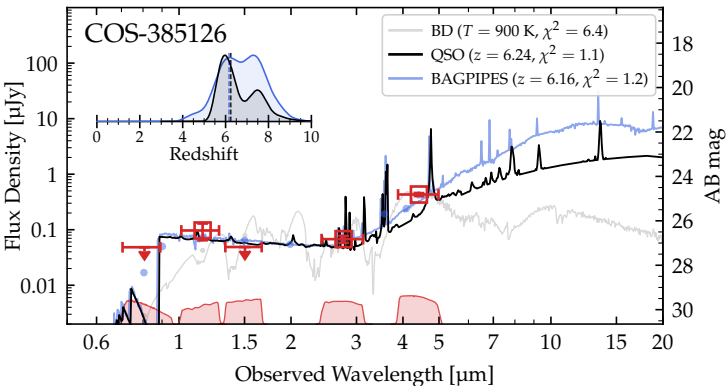 COS-385126
BD (T = 900 K, χ² = 6.4)
QSO (z = 6.24, χ² = 1.1)
BAGPIPES (z = 6.16, χ² = 1.2)
0 2 4 6 8 10
Redshift
100
10
1
0.1
0.01
Flux Density [μJy]
18
20
22
24
26
28
30
AB mag
0.6 1 1.5 2 3 4 5 10 15 20
Observed Wavelength [μm]